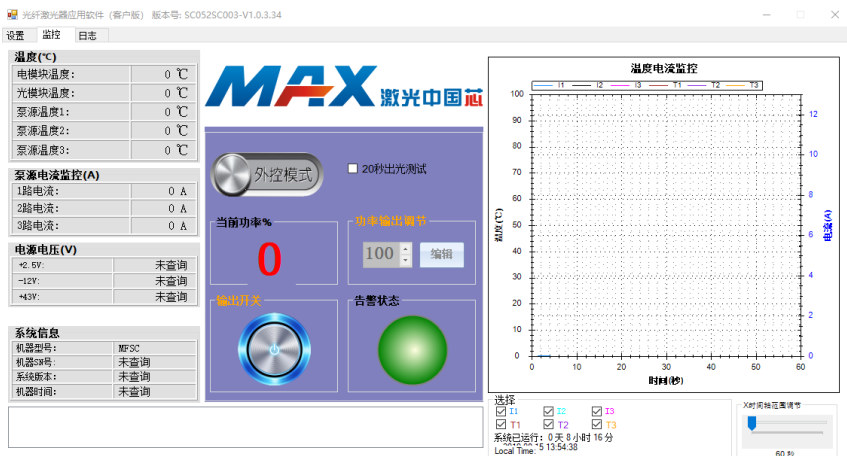 光纤激光器应用软件（客户版） 版本号: SC052SC003-V1.0.3.34
设置 监控 日志
温度(℃)
电模块温度: 0 ℃
光模块温度: 0 ℃
泵源温度1: 0 ℃
泵源温度2: 0 ℃
泵源温度3: 0 ℃
泵源电流监控(A)
1路电流: 0 A
2路电流: 0 A
3路电流: 0 A
电源电压(V)
+2.5V: 未查询
-12V: 未查询
+43V: 未查询
系统信息
机器型号: MFSC
机器SN号: 未查询
系统版本: 未查询
机器时间: 未查询
MAX 激光中国芯
外控模式 20秒出光测试
当前功率%
0
功率输出调节
100 编辑
输出开关 告警状态
温度电流监控
I1 I2 I3 T1 T2 T3
温度(℃)
100
90
80
70
60
50
40
30
20
10
0
12
10
8
6
4
2
0
电流(A)
0 10 20 30 40 50 60
时间(秒)
选择
I1 I2 I3
T1 T2 T3
系统已运行: 0 天 8 小时 16 分
Local Time: 15 13:54:38
X时间轴范围调节
60 秒